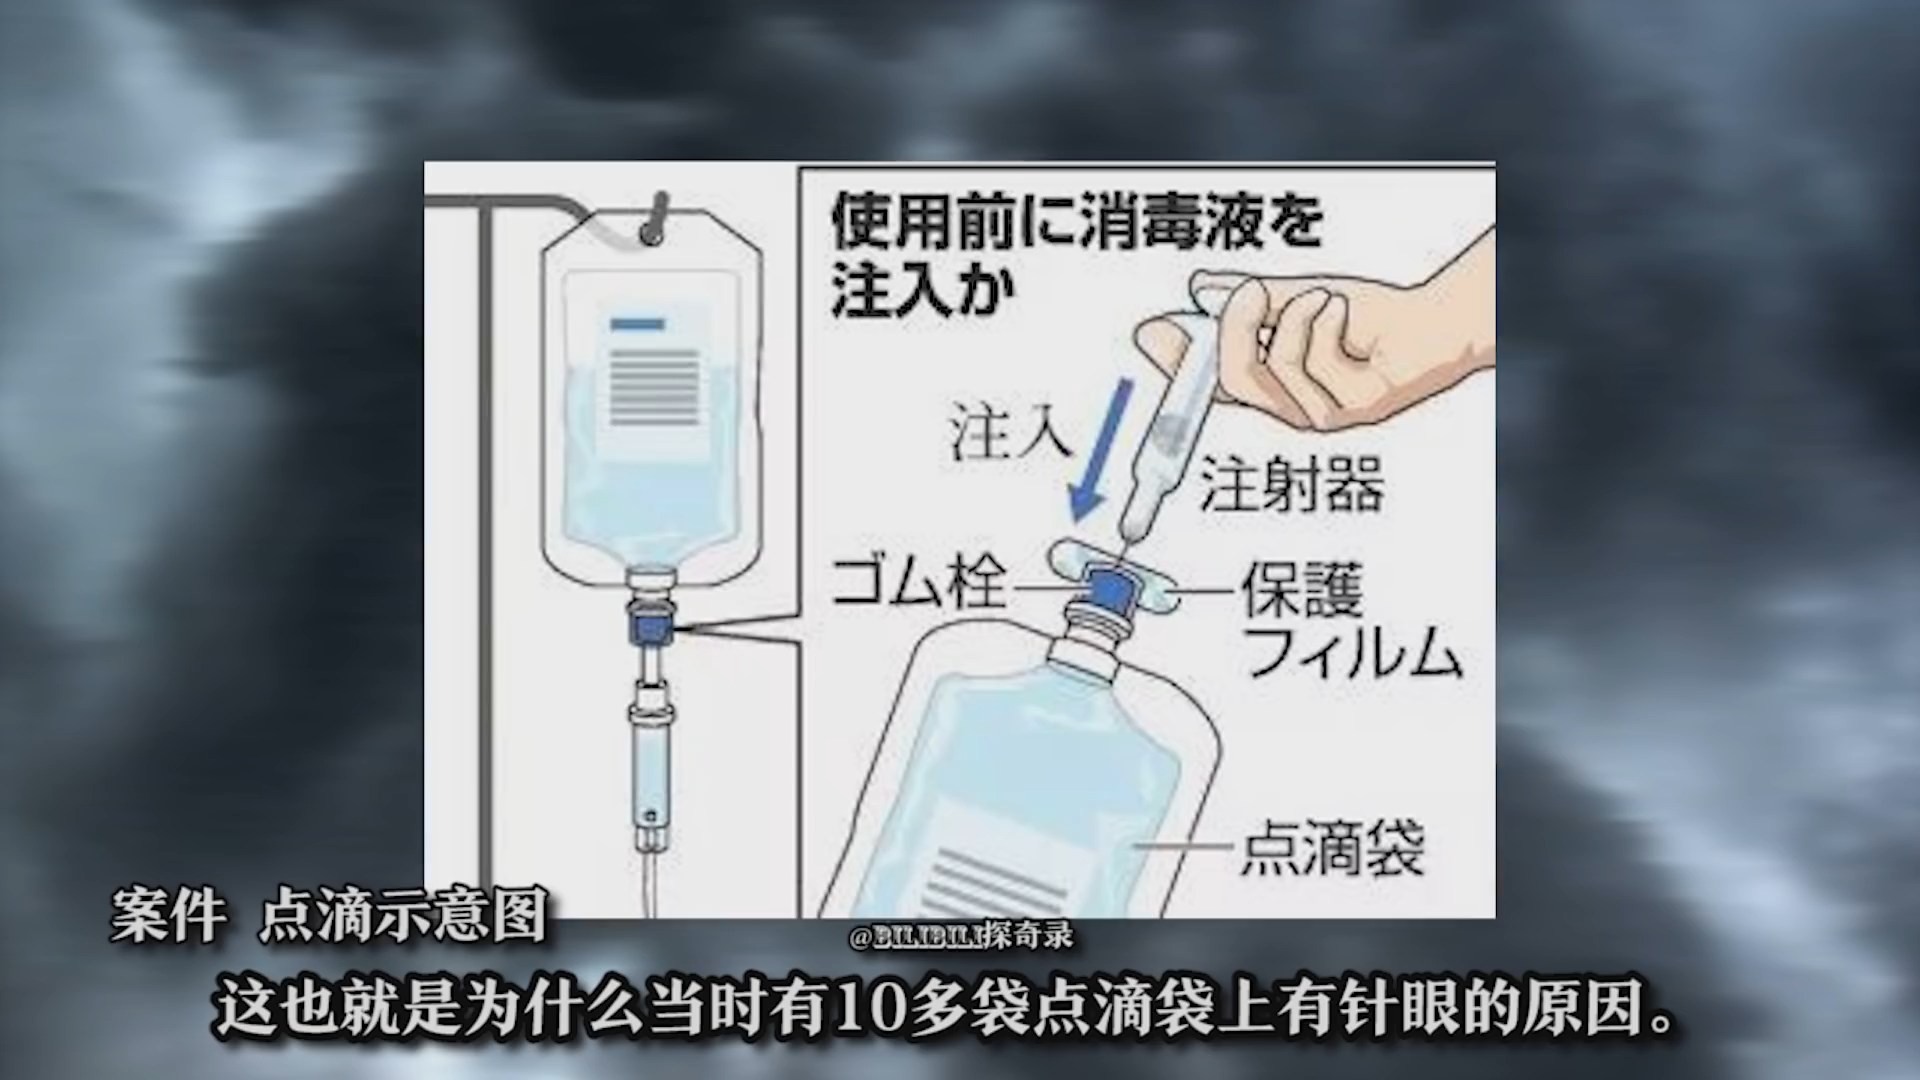 使用前に消毒液を
注入か
注入
注射器
ゴム栓
保護
フィルム
点滴袋
案件 点滴示意图
@BILIBILI探奇录
这也就是为什么当时有10多袋点滴袋上有针眼的原因。